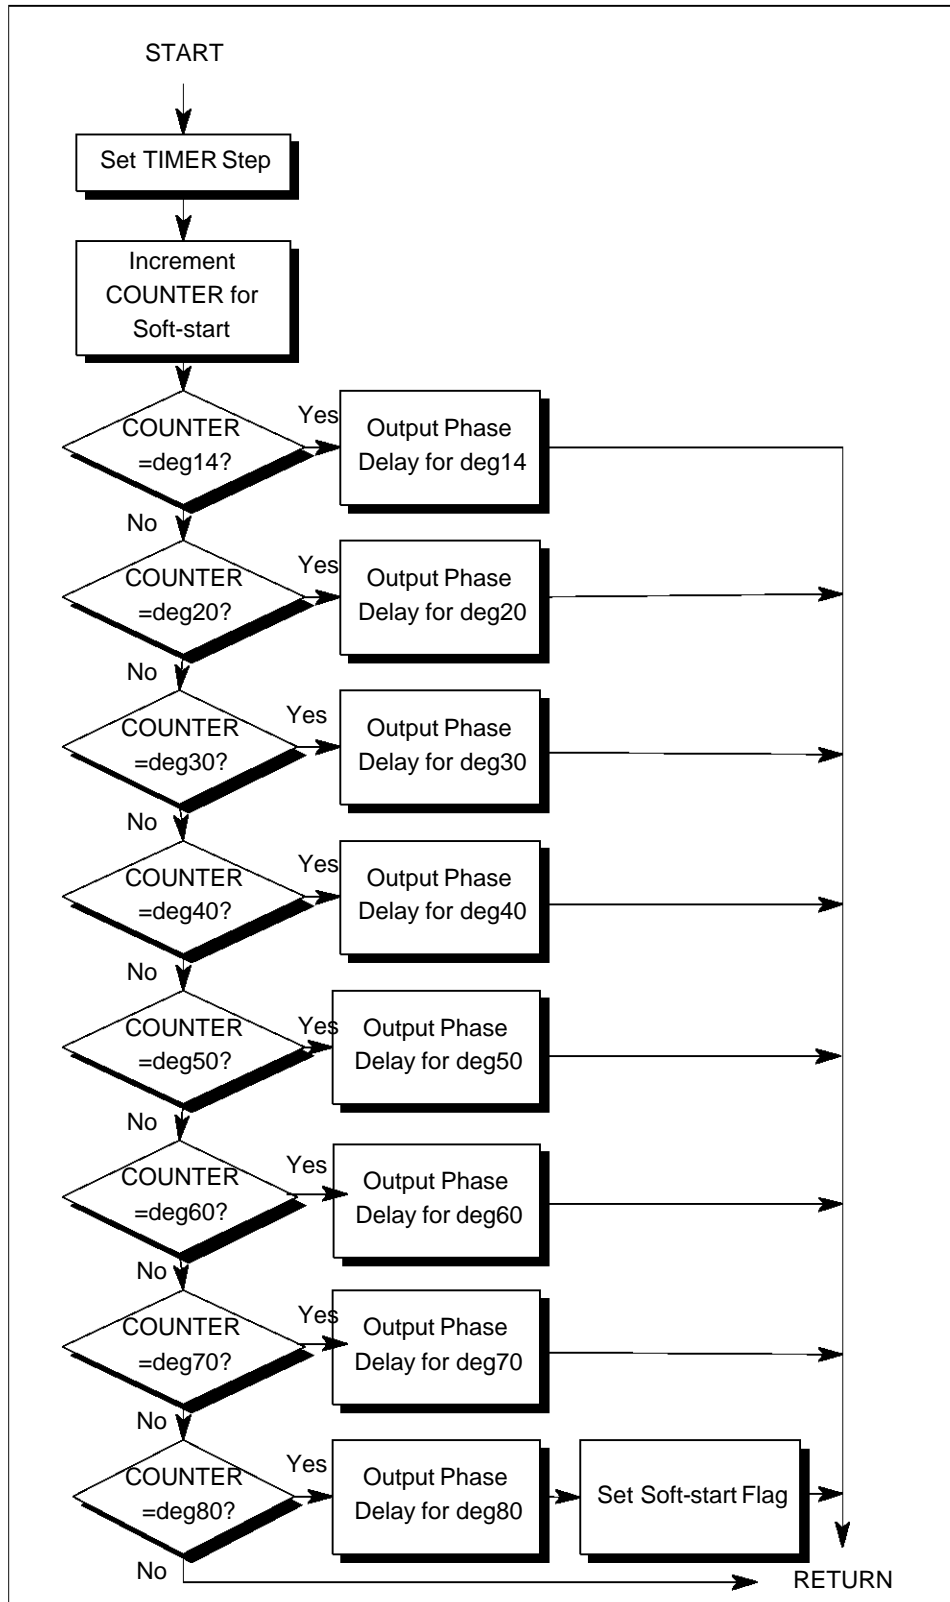 START
Set TIMER Step
Increment
COUNTER for
Soft-start
COUNTER
=deg14?
Yes
Output Phase
Delay for deg14
No
COUNTER
=deg20?
Yes
Output Phase
Delay for deg20
No
COUNTER
=deg30?
Yes
Output Phase
Delay for deg30
No
COUNTER
=deg40?
Yes
Output Phase
Delay for deg40
No
COUNTER
=deg50?
Yes
Output Phase
Delay for deg50
No
COUNTER
=deg60?
Yes
Output Phase
Delay for deg60
No
COUNTER
=deg70?
Yes
Output Phase
Delay for deg70
No
COUNTER
=deg80?
Yes
Output Phase
Delay for deg80
Set Soft-start Flag
No
RETURN